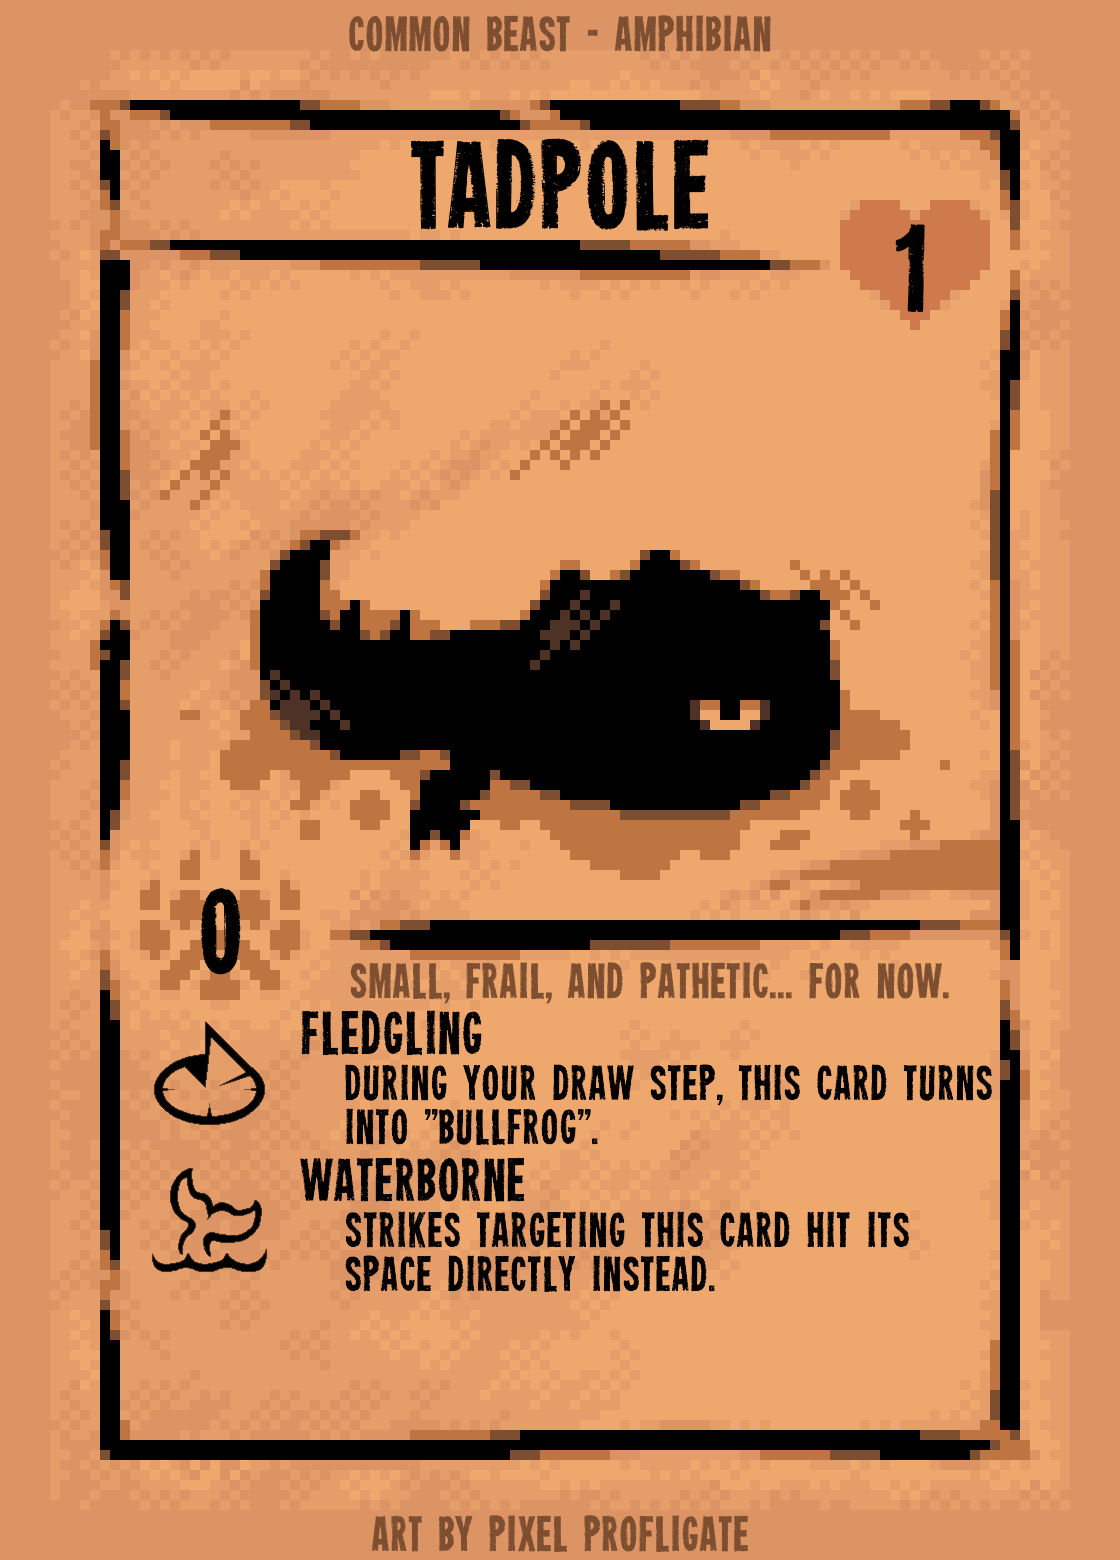 COMMON BEAST - AMPHIBIAN
TADPOLE
1
0
SMALL, FRAIL, AND PATHETIC... FOR NOW.
FLEDGLING
DURING YOUR DRAW STEP, THIS CARD TURNS
INTO "BULLFROG".
WATERBORNE
STRIKES TARGETING THIS CARD HIT ITS
SPACE DIRECTLY INSTEAD.
ART BY PIXEL PROFLIGATE